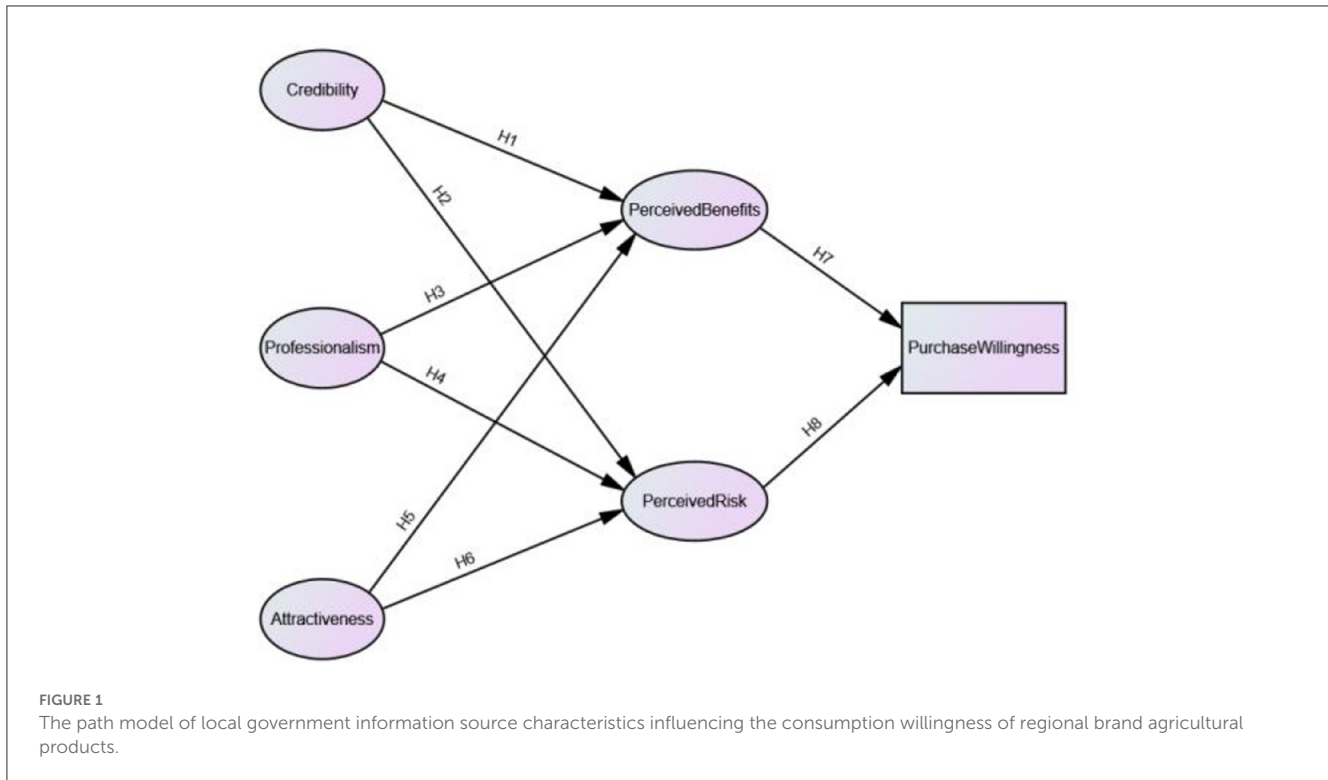 Credibility
H1
H2
PerceivedBenefits
H7
H3
Professionalism
PurchaseWillingness
H4
H8
PerceivedRisk
H5
H6
Attractiveness
FIGURE 1
The path model of local government information source characteristics influencing the consumption willingness of regional brand agricultural
products.